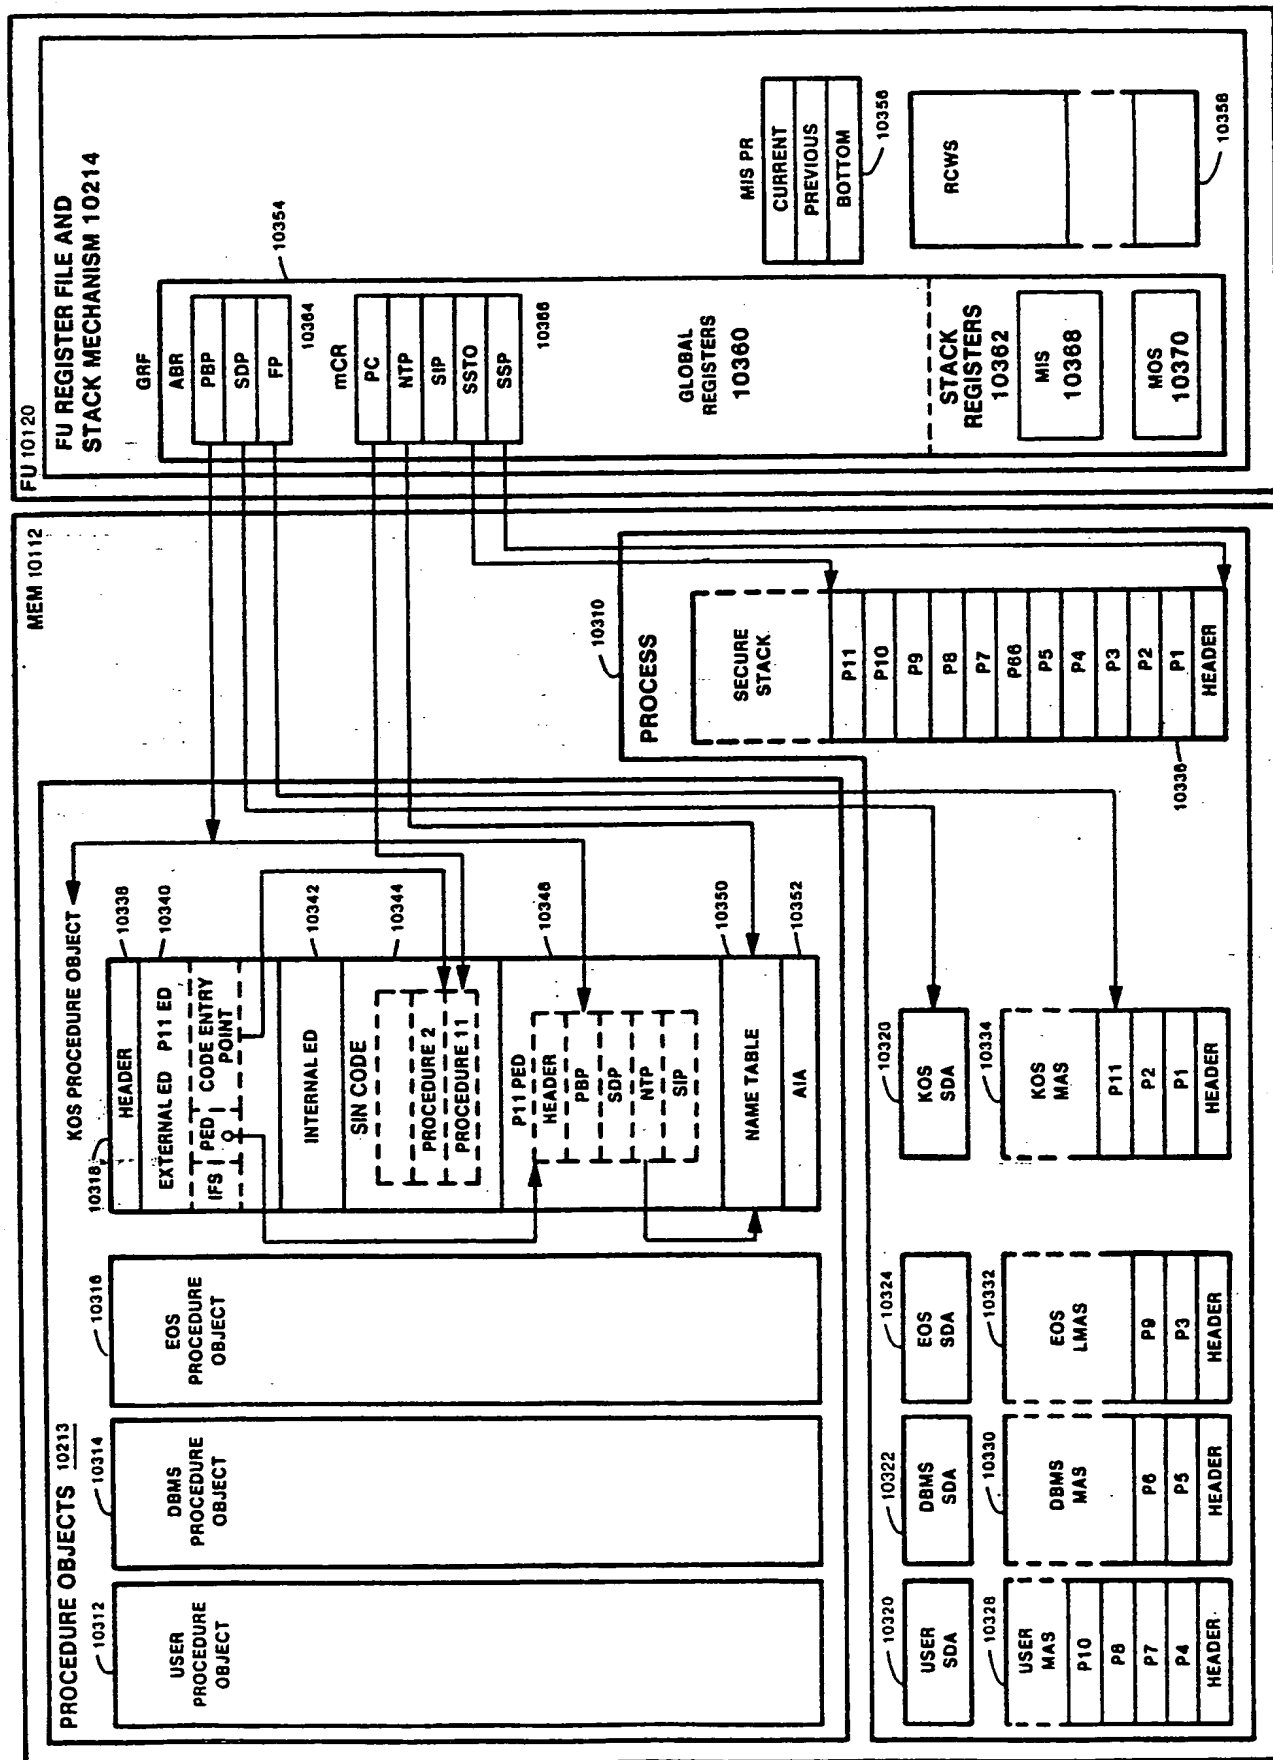 PROCEDURE OBJECTS 10213
10312
USER
PROCEDURE
OBJECT
10314
DBMS
PROCEDURE
OBJECT
10316
EOS
PROCEDURE
OBJECT
KOS PROCEDURE OBJECT
10318
HEADER
10338
EXTERNAL ED P11 ED
10340
IFS
PED
CODE ENTRY
POINT
INTERNAL ED
10342
SIN CODE
10344
PROCEDURE 2
PROCEDURE 11
P11 PED
10348
HEADER
PBP
SDP
NTP
SIP
NAME TABLE
10350
AIA
10352
MEM 10112
10310
PROCESS
10320
USER
SDA
10322
DBMS
SDA
10324
EOS
SDA
10320
KOS
SDA
10328
USER
MAS
P10
P8
P7
P4
HEADER
10330
DBMS
MAS
P6
P5
HEADER
10332
EOS
LMAS
P9
P3
HEADER
10334
KOS
MAS
P11
P2
P1
HEADER
SECURE
STACK
P11
P10
P9
P8
P7
P66
P5
P4
P3
P2
P1
HEADER
10336
FU 10120
FU REGISTER FILE AND
STACK MECHANISM 10214
GRF
10354
ABR
PBP
SDP
FP
10364
mCR
PC
NTP
SIP
SSTO
SSP
10366
GLOBAL
REGISTERS
10360
STACK
REGISTERS
10362
MIS
10368
MOS
10370
MIS PR
CURRENT
PREVIOUS
BOTTOM
10356
RCWS
10358